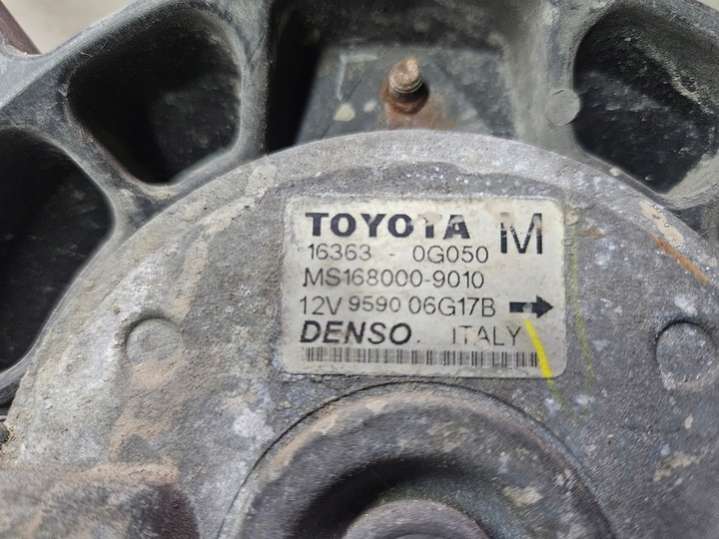 TOYOTA M
16363 - 0G050
MS168000-9010
12V 9590 06G17B
DENSO. ITALY